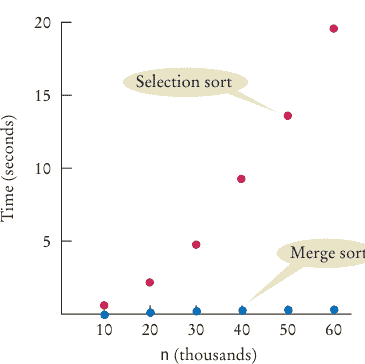 20
Selection sort
15
Time (seconds)
10
5
Merge sort
10 20 30 40 50 60
n (thousands)